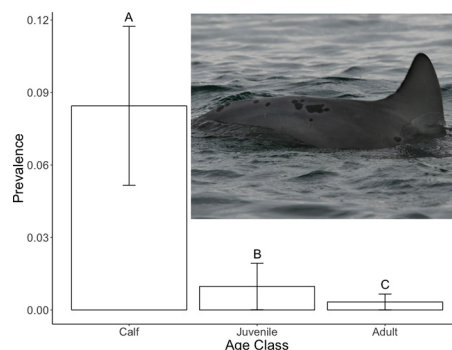 0.12
0.09
0.06
0.03
0.00
Prevalence
A
B
C
Calf
Juvenile
Adult
Age Class